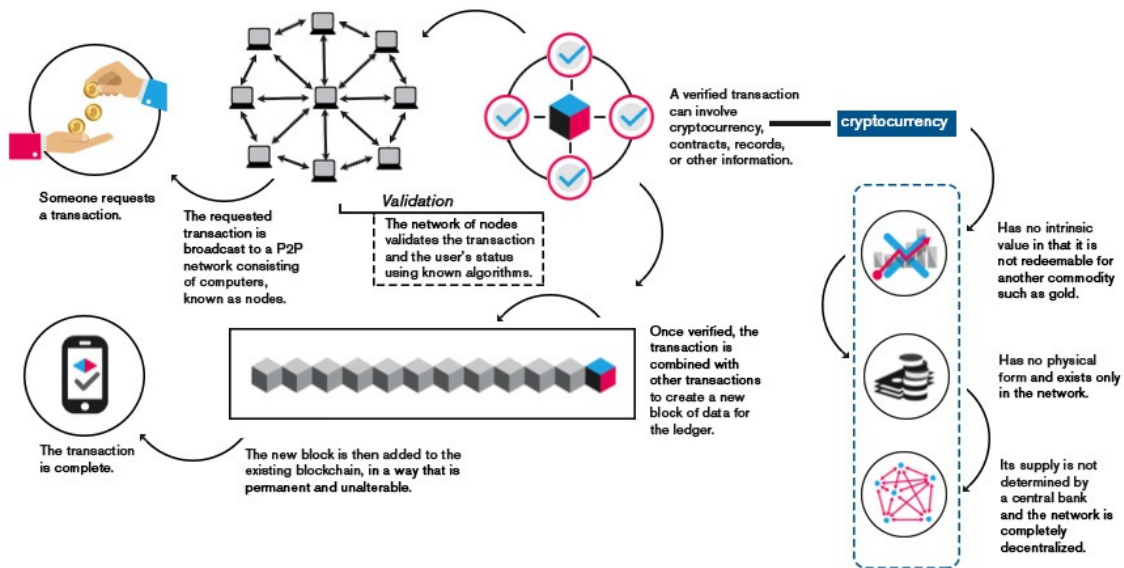 Someone requests
a transaction.
The requested
transaction is
broadcast to a P2P
network consisting
of computers,
known as nodes.
Validation
The network of nodes
validates the transaction
and the user's status
using known algorithms.
A verified transaction
can involve
cryptocurrency,
contracts, records,
or other information.
cryptocurrency
Has no intrinsic
value in that it is
not redeemable for
another commodity
such as gold.
Has no physical
form and exists only
in the network.
Its supply is not
determined by
a central bank
and the network is
completely
decentralized.
Once verified, the
transaction is
combined with
other transactions
to create a new
block of data for
the ledger.
The new block is then added to the
existing blockchain, in a way that is
permanent and unalterable.
The transaction
is complete.